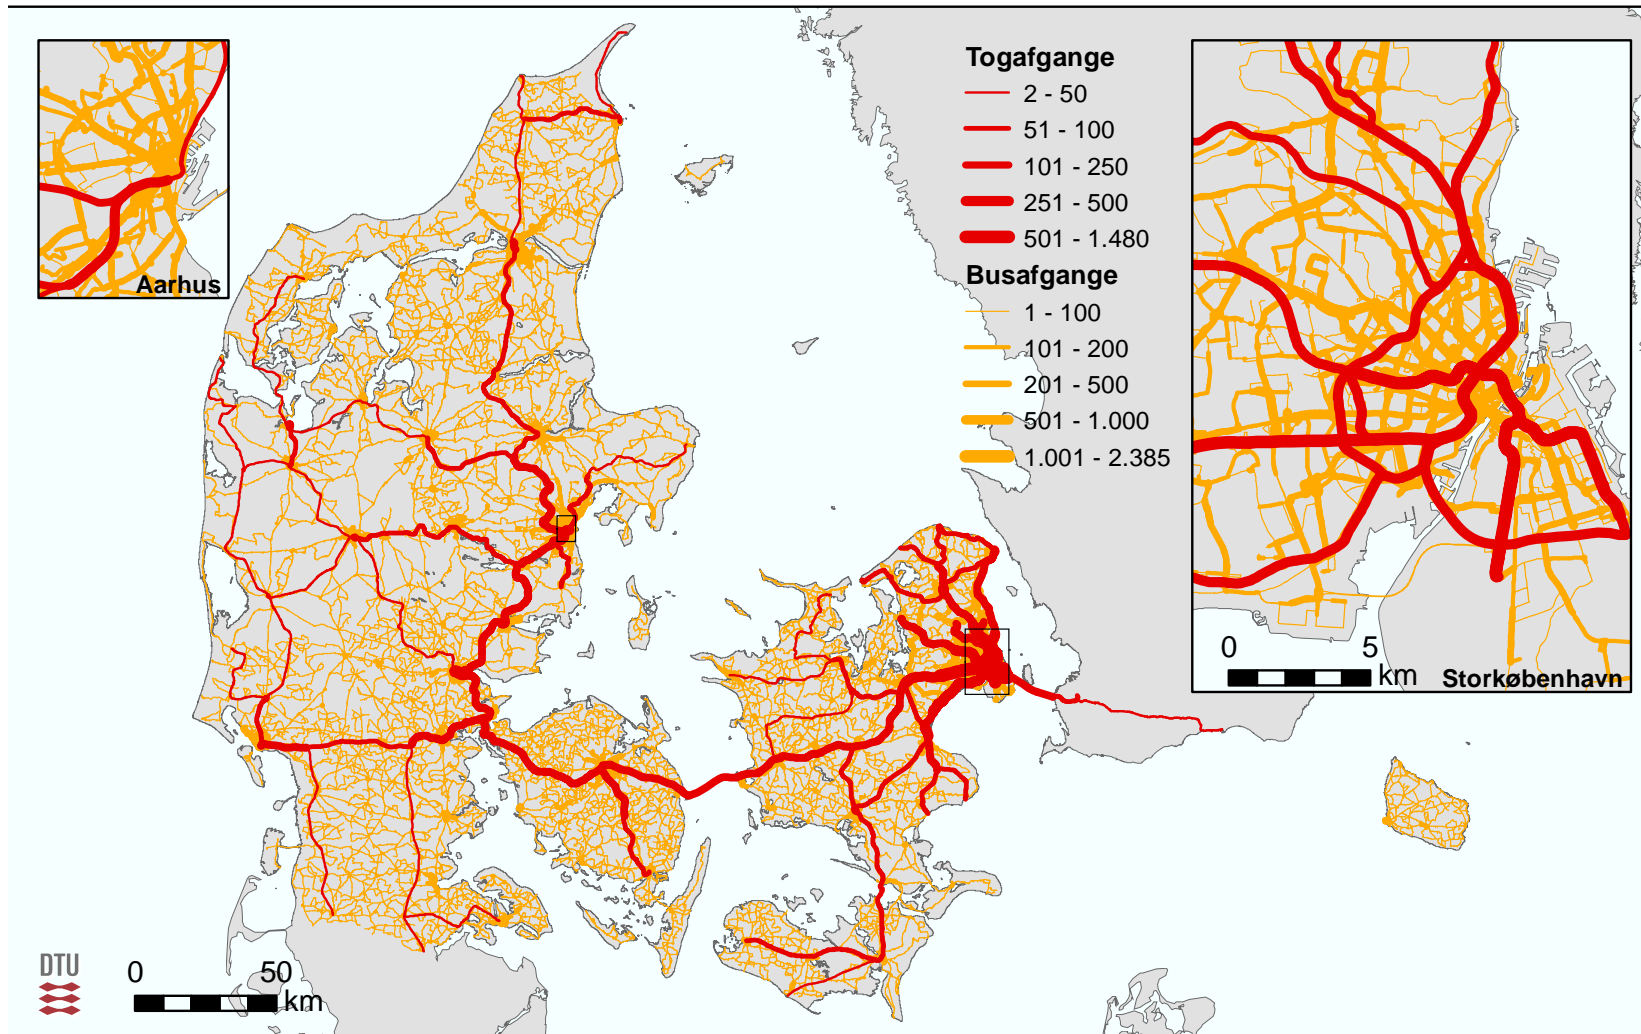 Aarhus
Togafgange
2 - 50
51 - 100
101 - 250
251 - 500
501 - 1.480
Busafgange
1 - 100
101 - 200
201 - 500
501 - 1.000
1.001 - 2.385
0 5
km
Storkøbenhavn
DTU
0 50
km